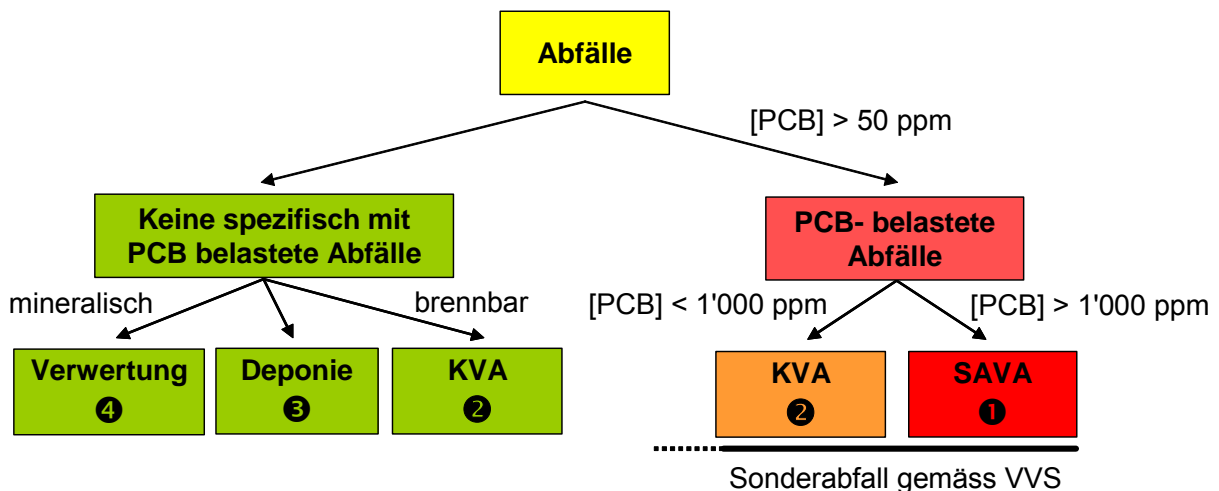 Abfälle
[PCB] > 50 ppm
Keine spezifisch mit
PCB belastete Abfälle
PCB- belastete
Abfälle
mineralisch
brennbar
[PCB] < 1'000 ppm
[PCB] > 1'000 ppm
Verwertung
❹
Deponie
❸
KVA
❷
KVA
❷
SAVA
❶
Sonderabfall gemäss VVS